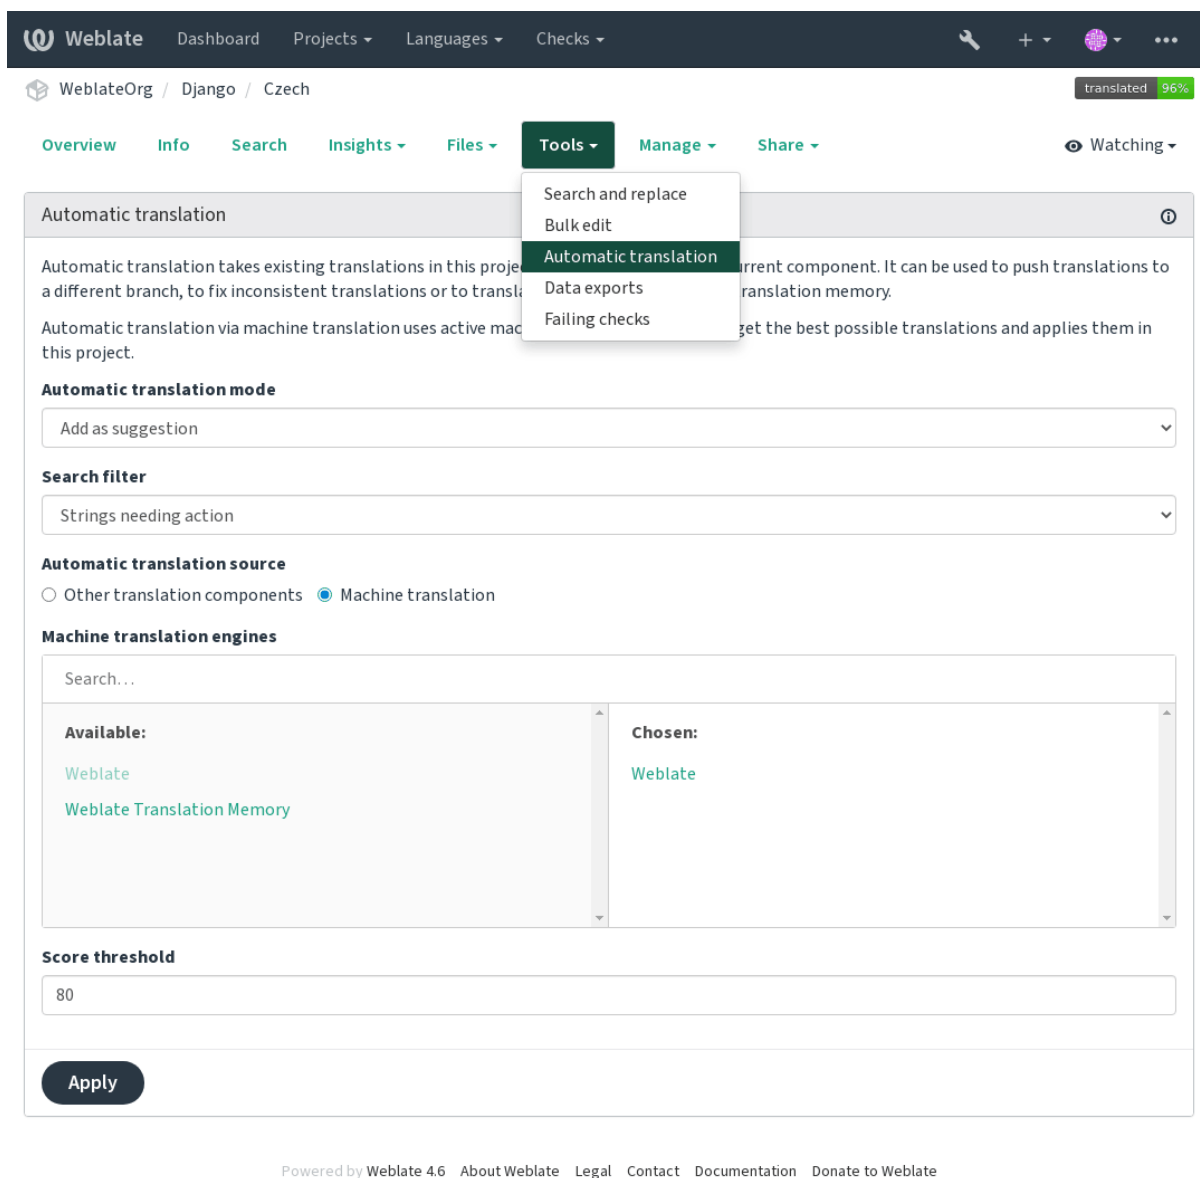 Weblate Dashboard Projects Languages Checks
WeblateOrg / Django / Czech
translated 96%
Overview Info Search Insights Files Tools Manage Share Watching
Search and replace
Bulk edit
Automatic translation
Data exports
Failing checks
Automatic translation
Automatic translation takes existing translations in this proje urrent component. It can be used to push translations to
a different branch, to fix inconsistent translations or to transla ranslation memory.
Automatic translation via machine translation uses active mac get the best possible translations and applies them in
this project.
Automatic translation mode
Add as suggestion
Search filter
Strings needing action
Automatic translation source
Other translation components Machine translation
Machine translation engines
Search...
Available:
Weblate
Weblate Translation Memory
Chosen:
Weblate
Score threshold
80
Apply
Powered by Weblate 4.6 About Weblate Legal Contact Documentation Donate to Weblate